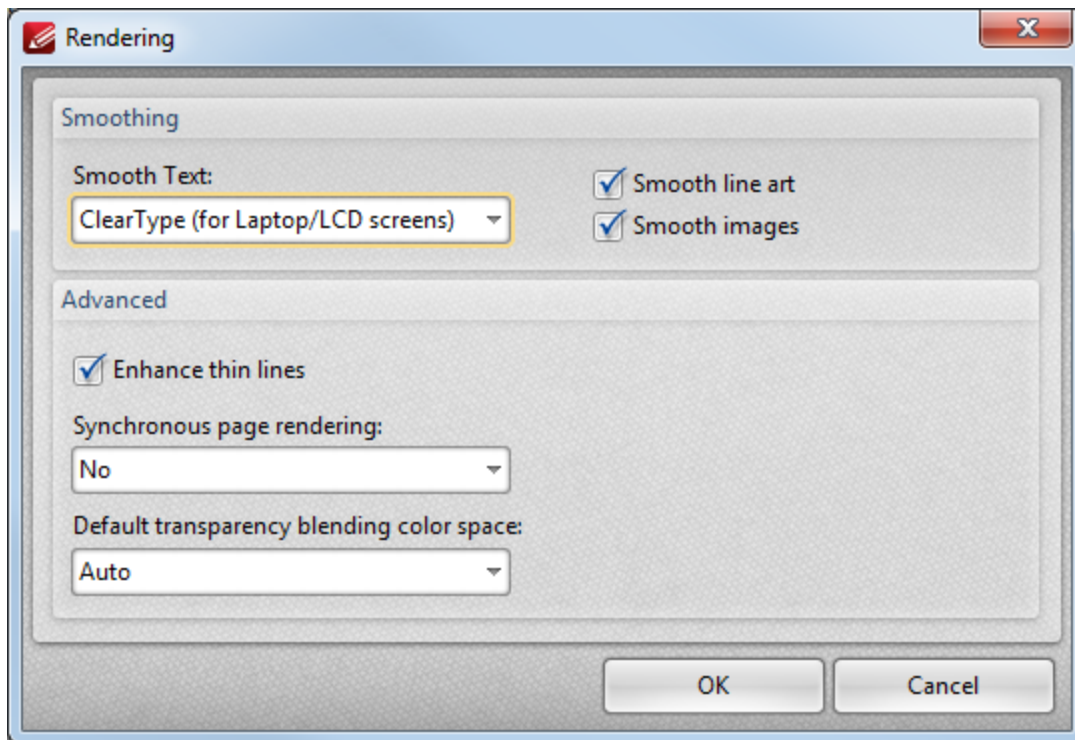 Rendering
Smoothing
Smooth Text:
ClearType (for Laptop/LCD screens)
Smooth line art
Smooth images
Advanced
Enhance thin lines
Synchronous page rendering:
No
Default transparency blending color space:
Auto
OK
Cancel